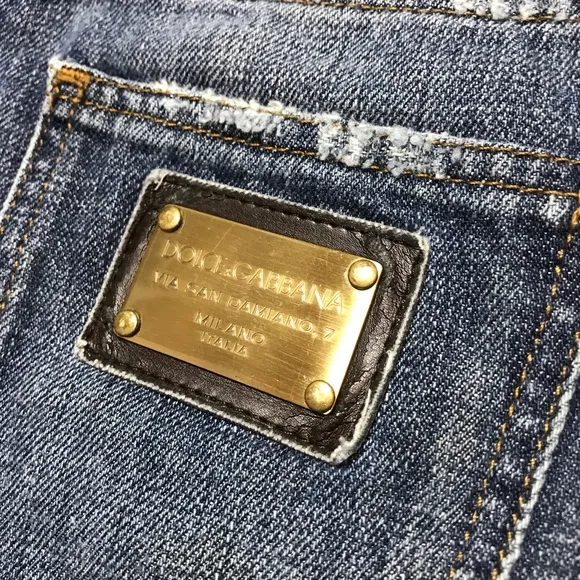 DOLCE&GABBANA
VIA SAN DAMIANO, 7
MILANO
ITALIA